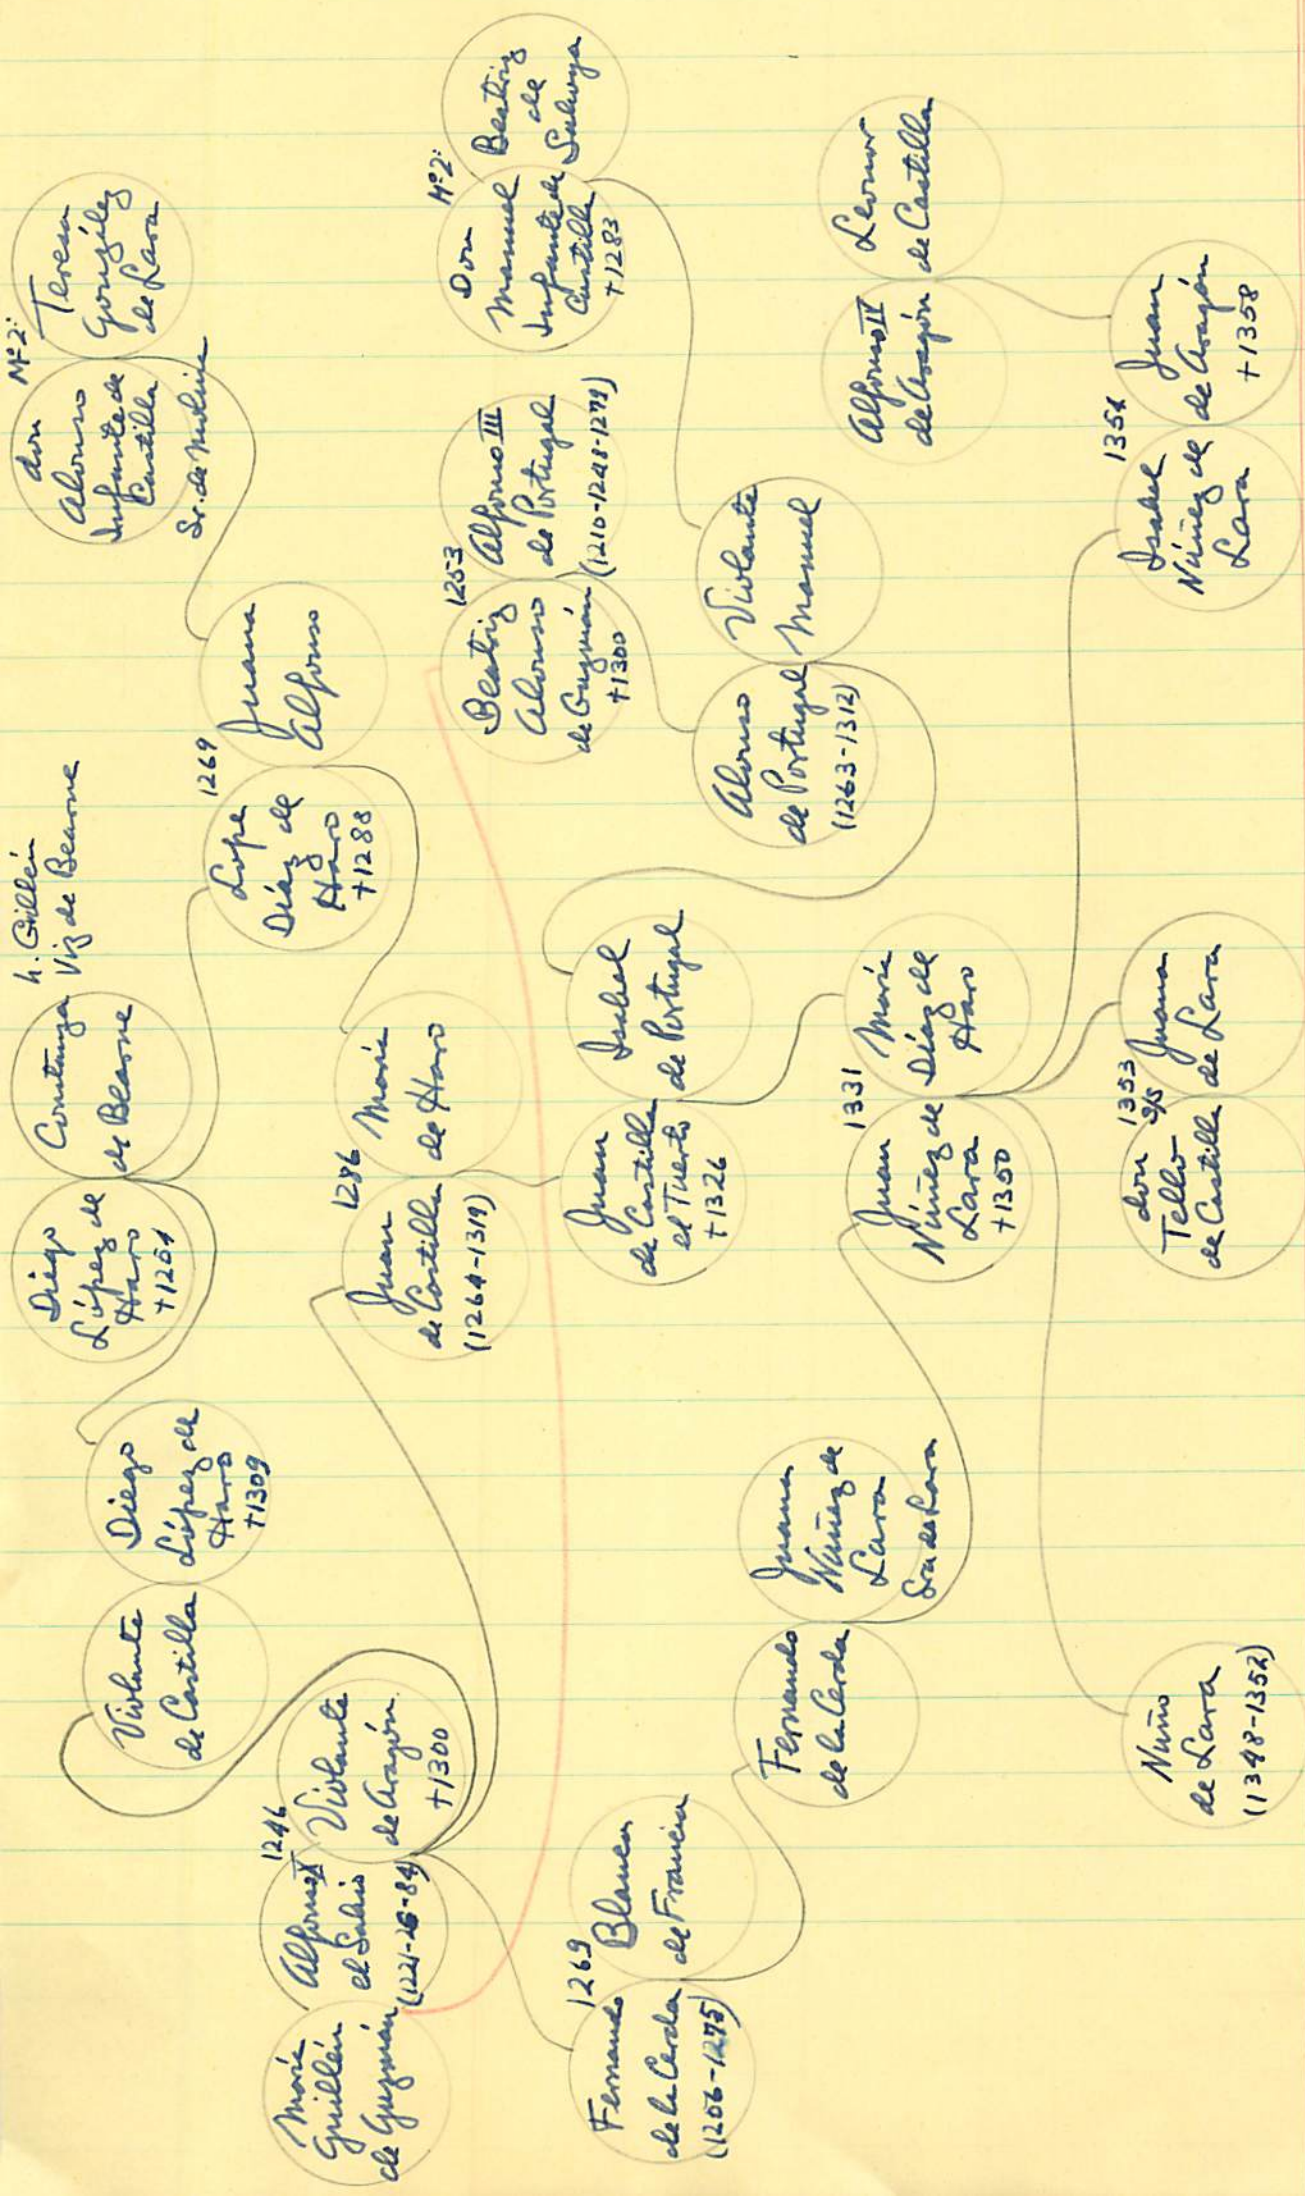 Mº2:
don
Alonso
Infante de
Castilla
Sr. de Molina
Teresa
González
de Lara
h. Gillén
Viz de Bearne
Diego
López de
Haro
+1254
Constanza
de Bearne
Violante
de Castilla
Diego
López de
Haro
+1309
1269
Lope
Díaz de
Haro
+1288
Juana
Alfonso
María
Guillén
de Guzmán
1246
Alfonso X
el Sabio
(1221-26-84)
Violante
de Aragón
+1300
1286
Juan
de Castilla
(1264-1319)
María
de Haro
1253
Beatriz
Alonso
de Guzmán
+1300
Alfonso III
de Portugal
(1210-1248-1279)
Mº2:
Don
Manuel
Infante de
Castilla
+1283
Beatriz
de
Saboya
1269
Fernando
de la Cerda
(1256-1275)
Blanca
de Francia
Juan
de Castilla
el Tuerto
+1326
Isabel
de Portugal
Alonso
de Portugal
(1263-1312)
Violante
Manuel
Fernando
de la Cerda
Juana
Núñez de
Lara
Sra de Lara
1331
Juan
Núñez de
Lara
+1350
María
Díaz de
Haro
Alfonso IV
de Aragón
Leonor
de Castilla
Nuño
de Lara
(1348-1352)
1353
s/s
don
Tello
de Castilla
Juana
de Lara
1354
Isabel
Núñez de
Lara
Juan
de Aragón
+1358